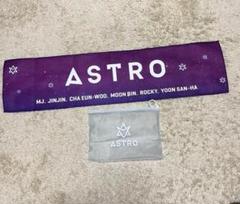 ASTRO
MJ. JINJIN. CHA EUN-WOO. MOON BIN. ROCKY. YOON SAN-HA
ASTRO